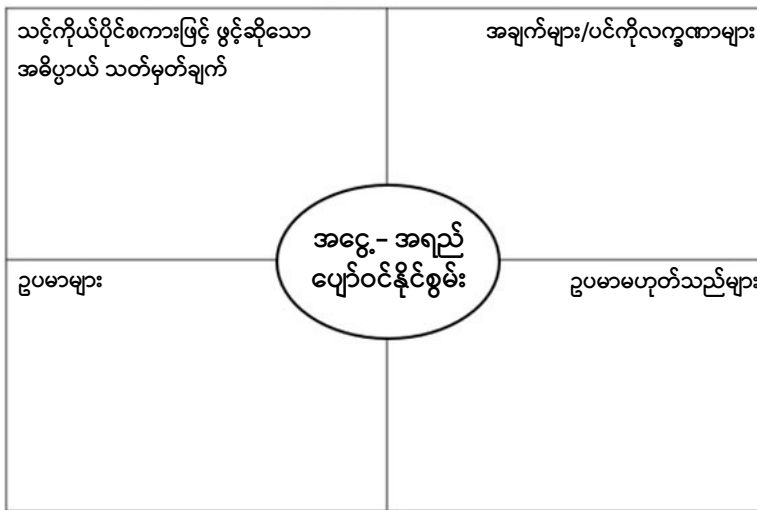 သင့်ကိုယ်ပိုင်စကားဖြင့် ဖွင့်ဆိုသော
အဓိပ္ပာယ် သတ်မှတ်ချက်
အချက်များ/ပင်ကိုလက္ခဏာများ
အငွေ့– အရည်
ပျော်ဝင်နိုင်စွမ်း
ဥပမာများ
ဥပမာမဟုတ်သည်များ